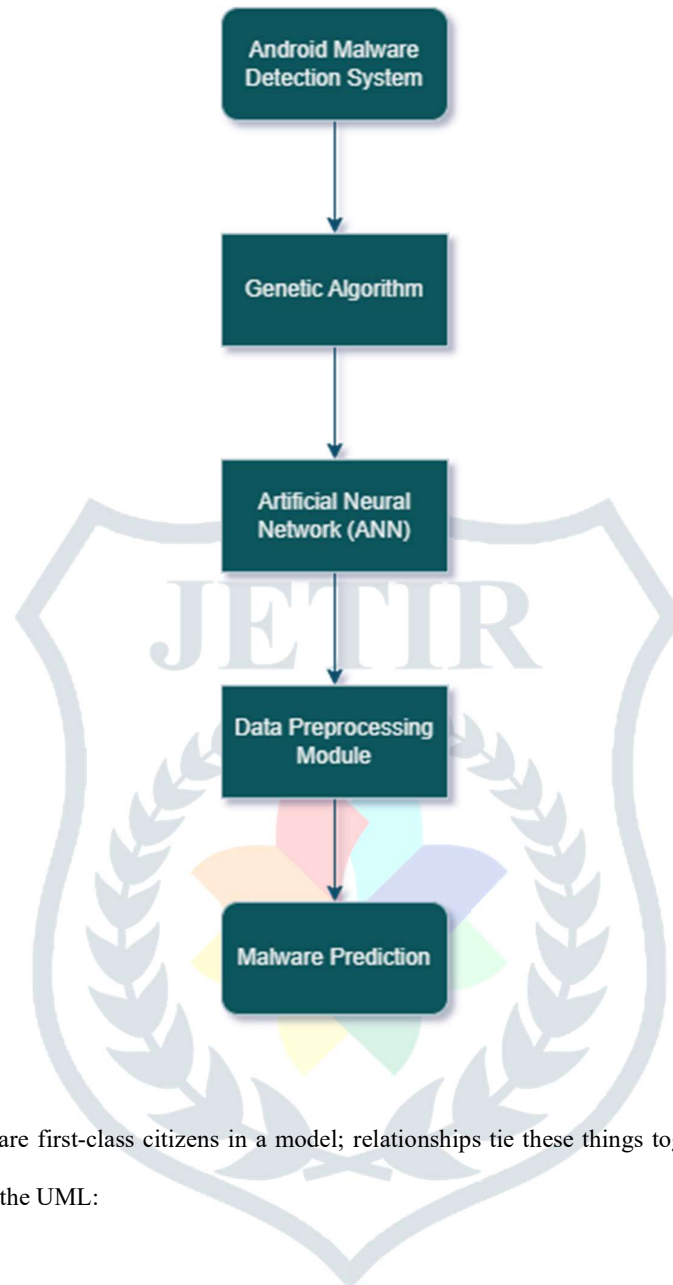 Android Malware
Detection System
Genetic Algorithm
Artificial Neural
Network (ANN)
JETIR
Data Preprocessing
Module
Malware Prediction
are first-class citizens in a model; relationships tie these things
the UML: